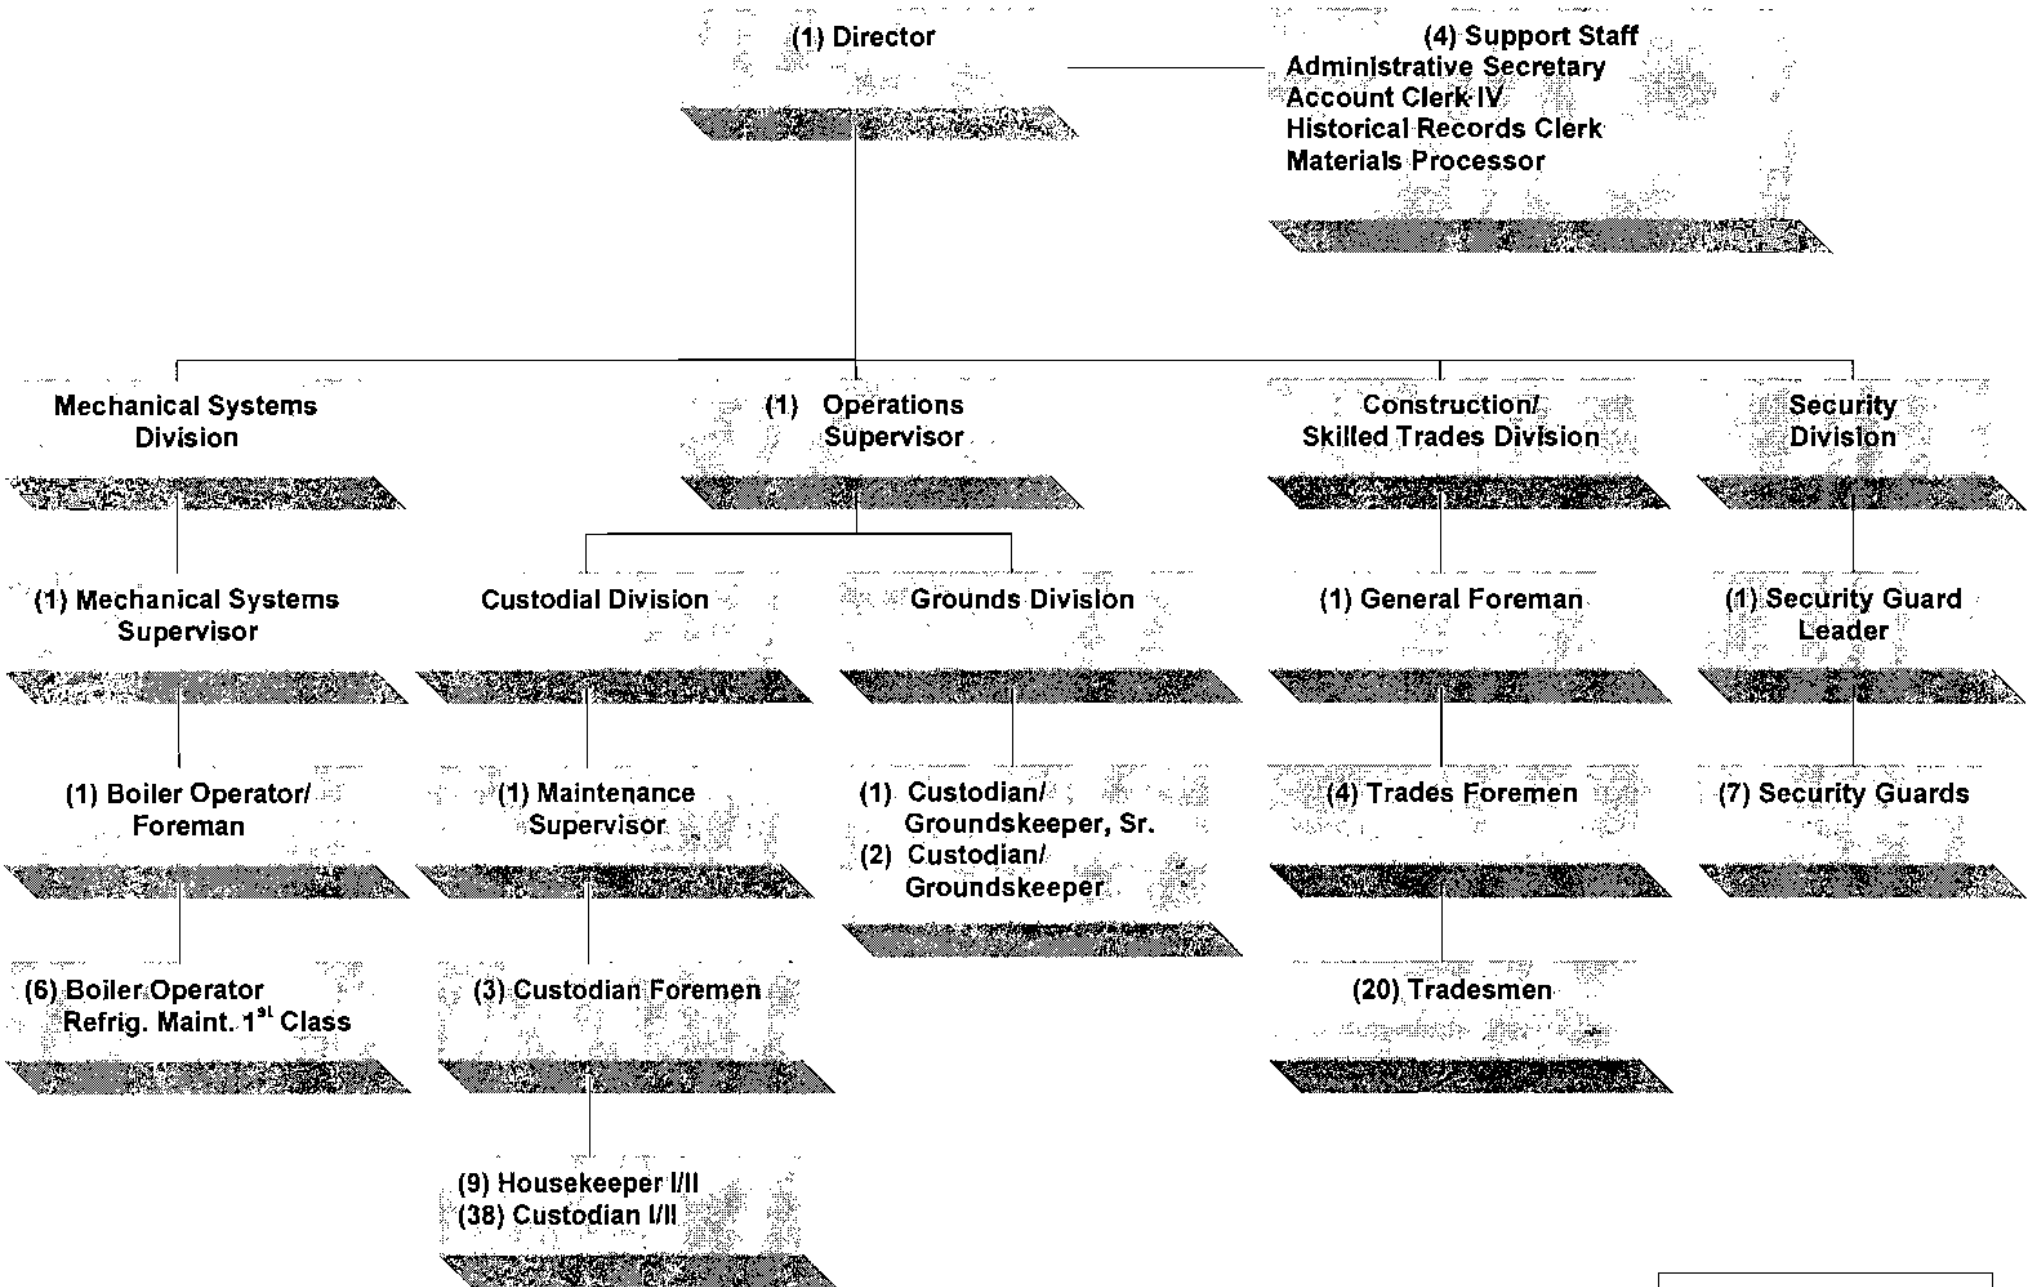 (1) Director
(4) Support Staff
Administrative Secretary
Account Clerk IV
Historical Records Clerk
Materials Processor
Mechanical Systems
Division
(1) Operations
Supervisor
Construction/
Skilled Trades Division
Security
Division
(1) Mechanical Systems
Supervisor
Custodial Division
Grounds Division
(1) General Foreman
(1) Security Guard
Leader
(1) Boiler Operator/
Foreman
(1) Maintenance
Supervisor
(1) Custodian/
Groundskeeper, Sr.
(2) Custodian/
Groundskeeper
(4) Trades Foremen
(7) Security Guards
(6) Boiler Operator
Refrig. Maint. 1st Class
(3) Custodian Foremen
(20) Tradesmen
(9) Housekeeper I/II
(38) Custodian I/II